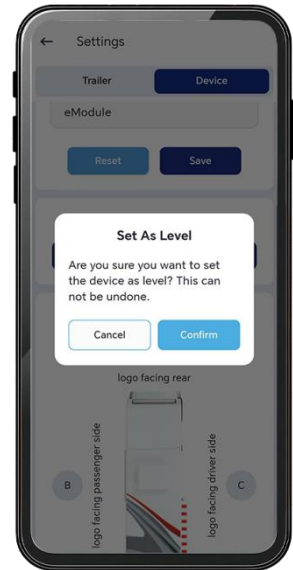 ← Settings
Trailer
Device
eModule
Reset
Save
Set As Level
Are you sure you want to set
the device as level? This can
not be undone.
Cancel
Confirm
logo facing rear
logo facing passenger side
B
logo facing driver side
C